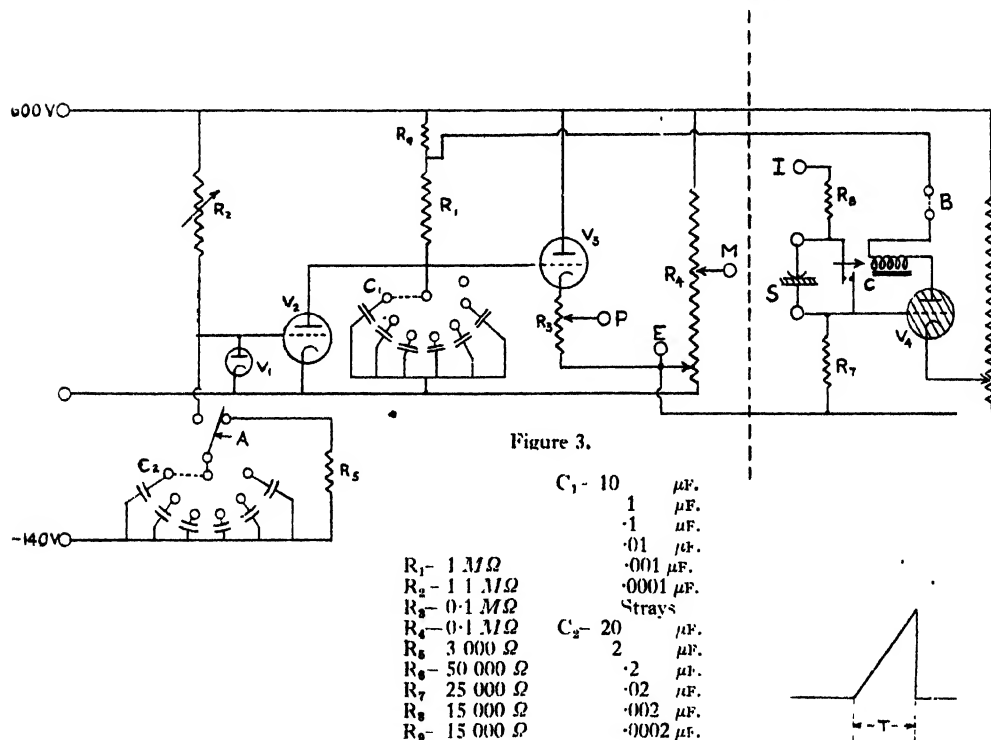 600 V
R₉
I
R₈
B
R₂
R₁
V₃
M
C
R₄
V₂
C₁
S
R₃
P
V₄
E
V₁
R₇
A
Figure 3.
C₂
R₅
-140V
C₁ - 10 μF.
1 μF.
·1 μF.
·01 μF.
R₁ - 1 MΩ ·001 μF.
R₂ - 1 1 MΩ ·0001 μF.
R₃ - 0·1 MΩ Strays
R₄ - 0·1 MΩ C₂ - 20 μF.
R₅ 3 000 Ω 2 μF.
R₆ - 50 000 Ω ·2 μF.
R₇ 25 000 Ω ·02 μF.
R₈ 15 000 Ω ·002 μF.
R₉ - 15 000 Ω ·0002 μF.
T